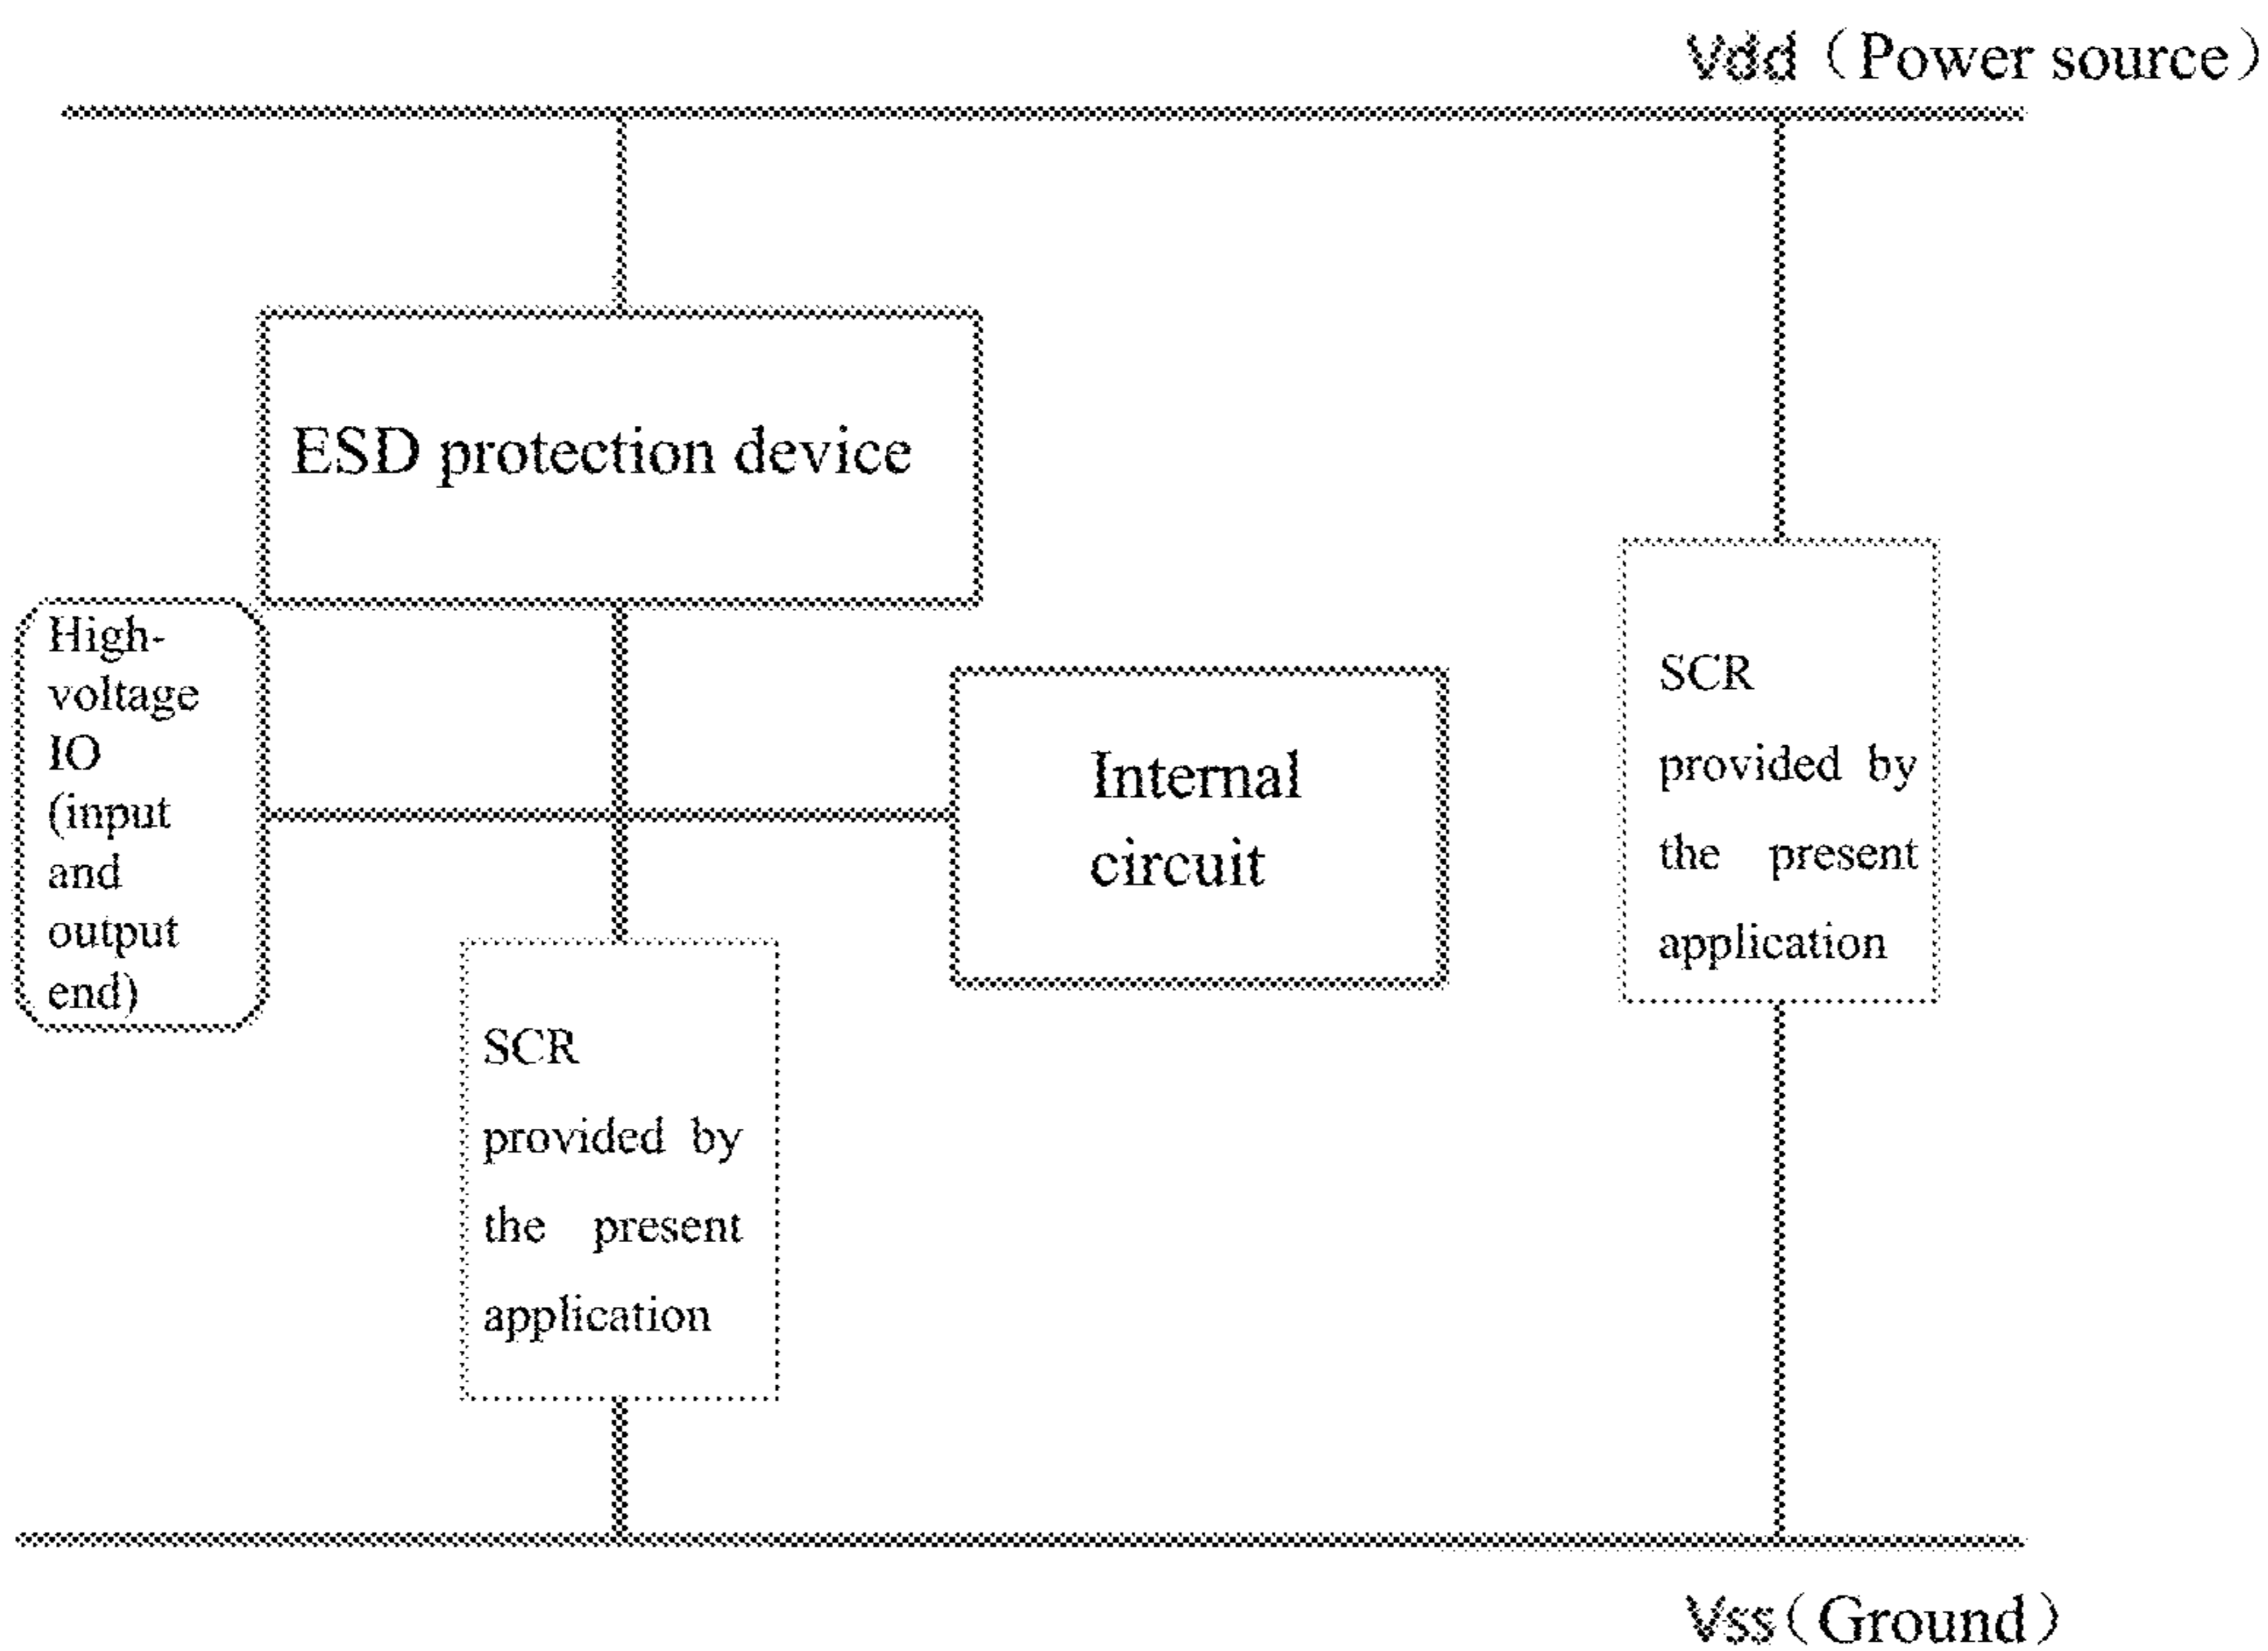 Vdd（Power source）
ESD protection device
High-
voltage
IO
(input
and
output
end)
Internal
circuit
SCR
provided by
the present
application
SCR
provided by
the present
application
Vss（Ground）